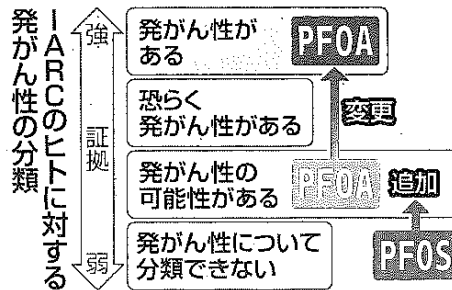 IARCのヒトに対する
発がん性の分類
強
証拠
弱
発がん性が
ある
PFOA
恐らく
発がん性がある
変更
発がん性の
可能性がある
PFOA
追加
発がん性について
分類できない
PFOS